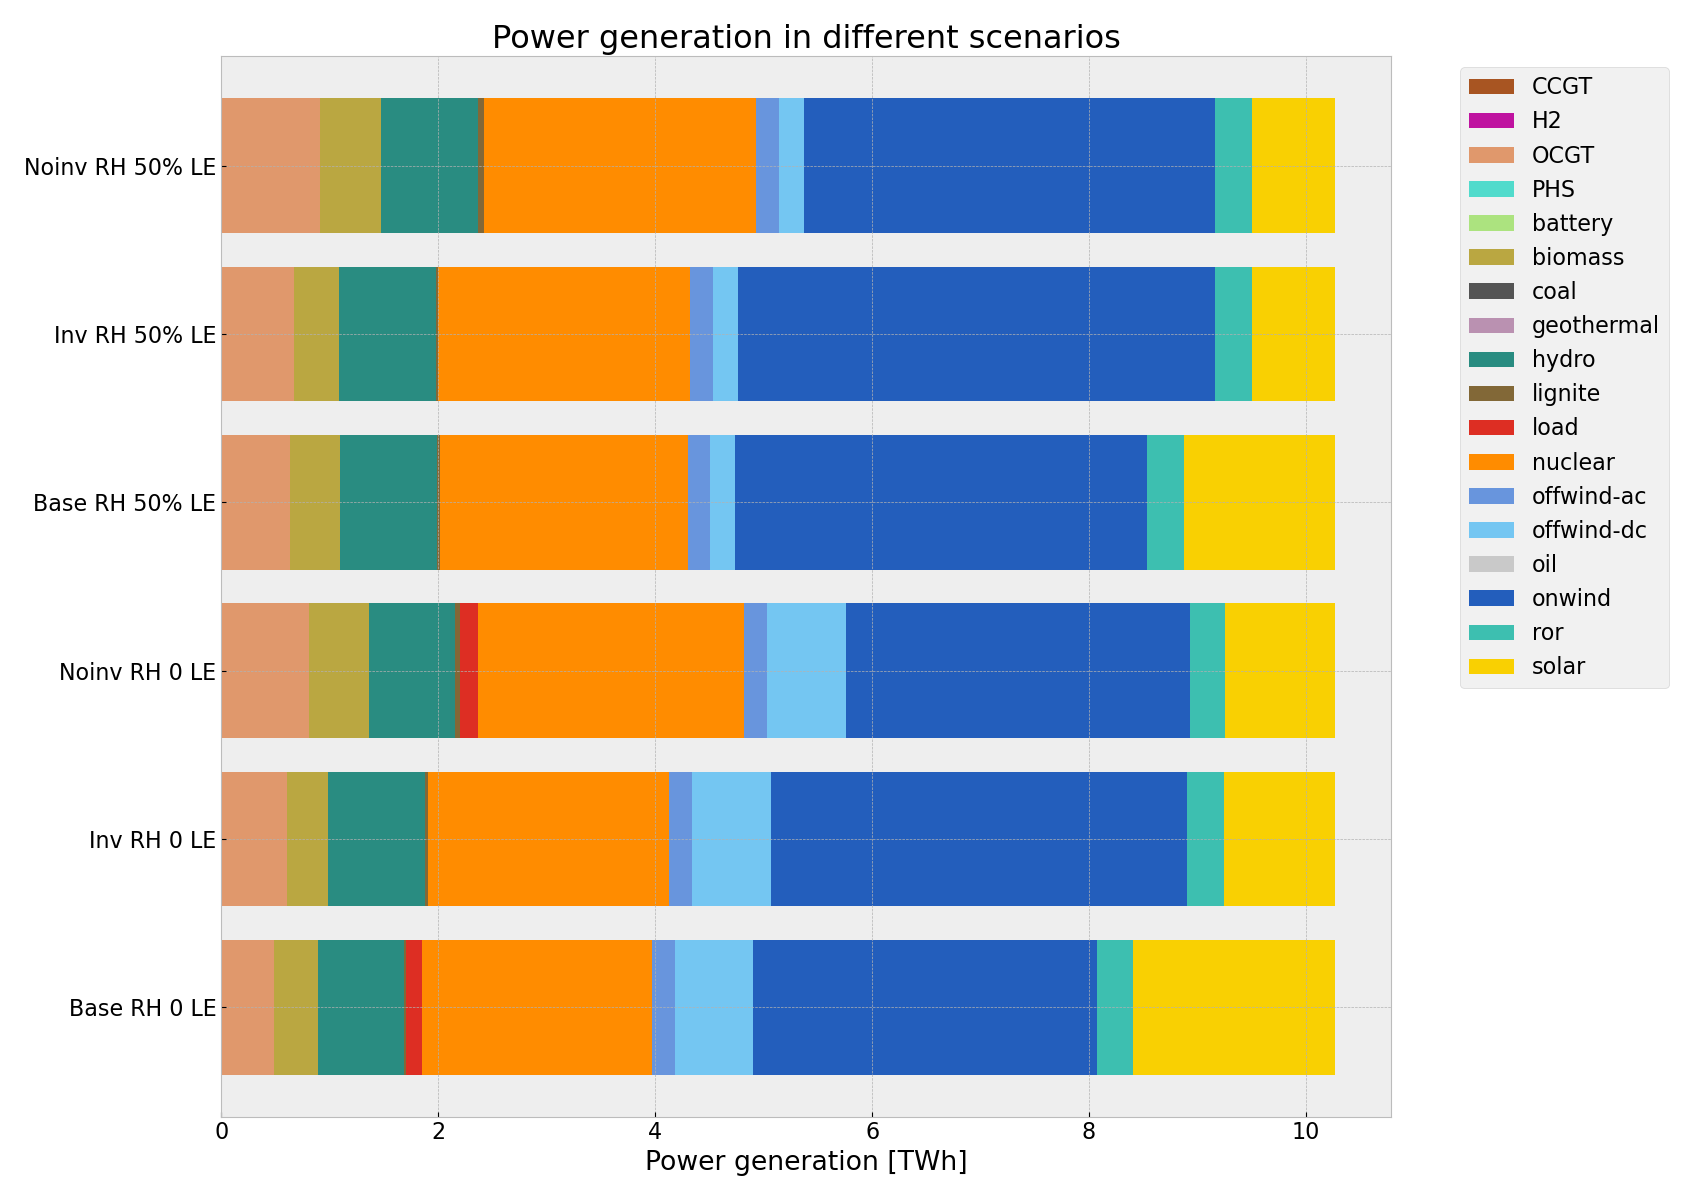 Power generation in different scenarios
Noinv RH 50% LE
Inv RH 50% LE
Base RH 50% LE
Noinv RH 0 LE
Inv RH 0 LE
Base RH 0 LE
0 2 4 6 8 10
Power generation [TWh]
CCGT
H2
OCGT
PHS
battery
biomass
coal
geothermal
hydro
lignite
load
nuclear
offwind-ac
offwind-dc
oil
onwind
ror
solar